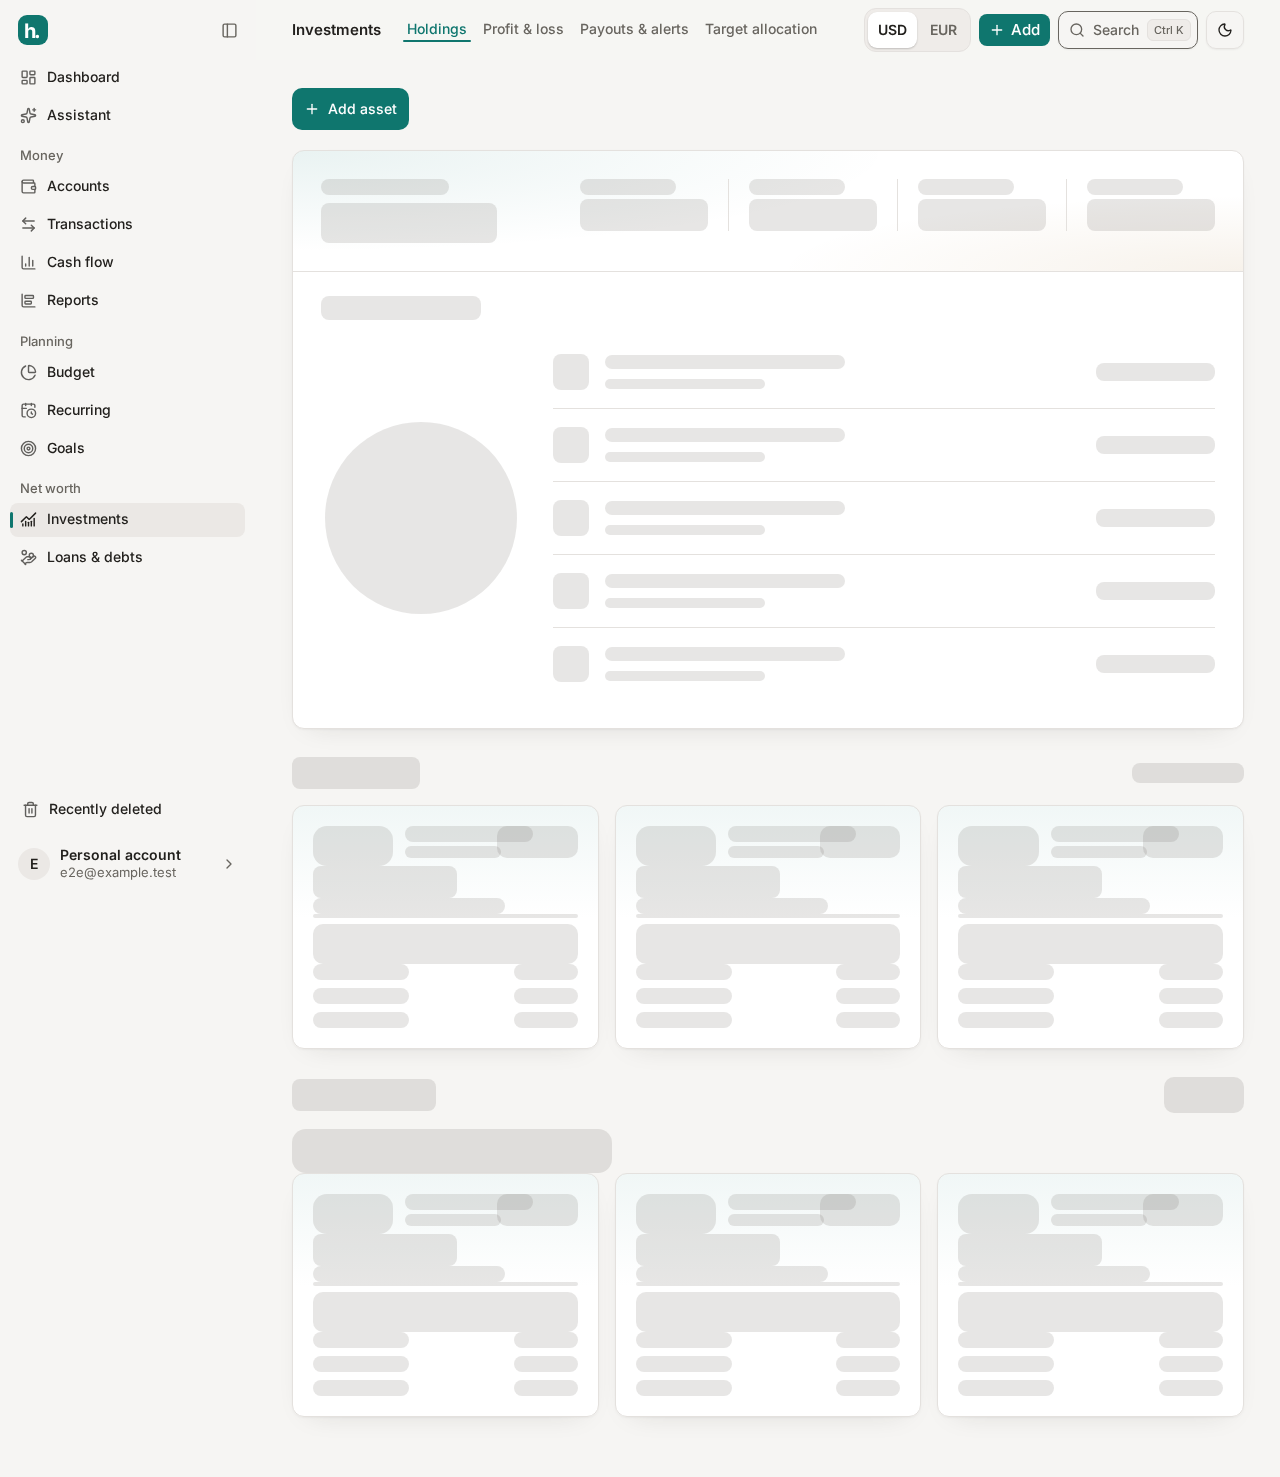 h.
Dashboard
Assistant
Money
Accounts
Transactions
Cash flow
Reports
Planning
Budget
Recurring
Goals
Net worth
Investments
Loans & debts
Recently deleted
E
Personal account
e2e@example.test
Investments
Holdings
Profit & loss
Payouts & alerts
Target allocation
USD
EUR
Add
Search
Ctrl K
Add asset